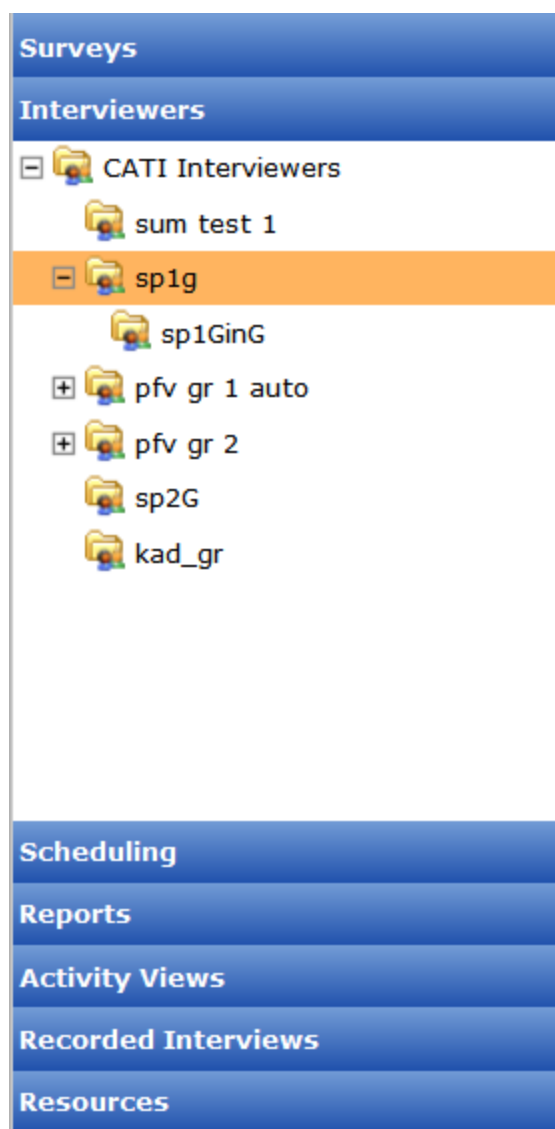 Surveys
Interviewers
CATI Interviewers
sum test 1
sp1g
sp1GinG
pfv gr 1 auto
pfv gr 2
sp2G
kad_gr
Scheduling
Reports
Activity Views
Recorded Interviews
Resources